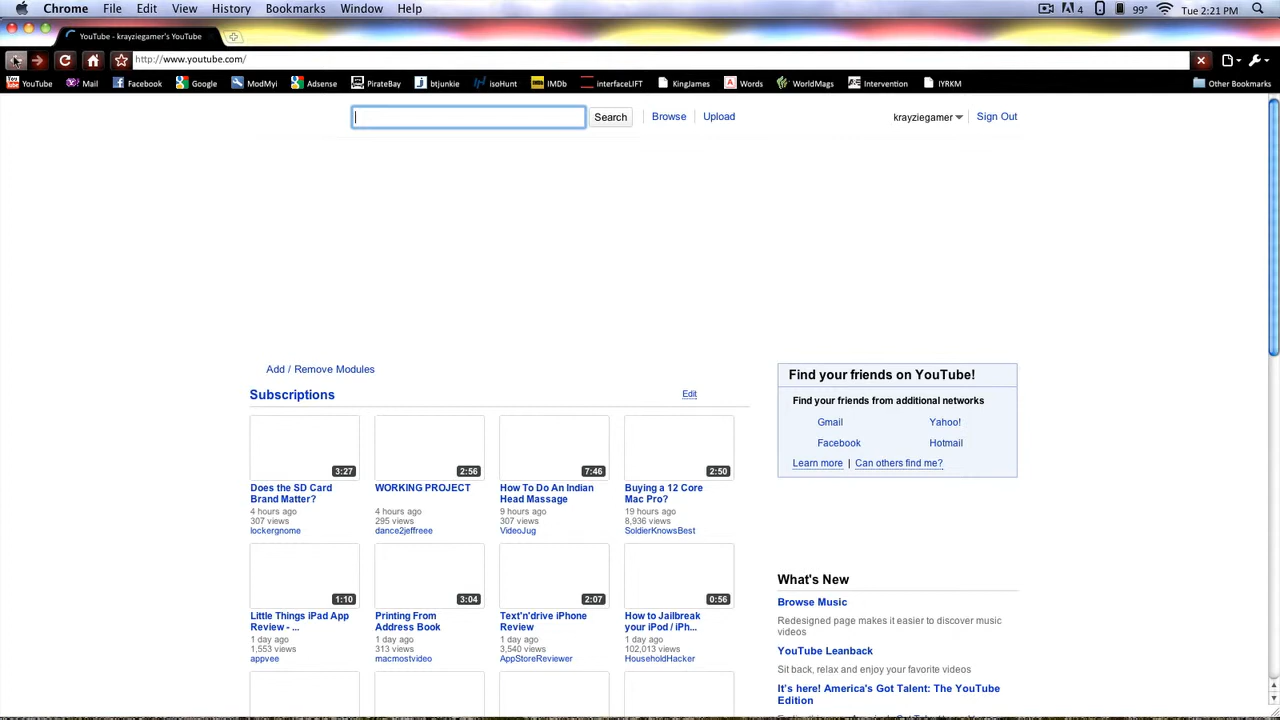 Chrome File Edit View History Bookmarks Window Help 4 99° Tue 2:21 PM
YouTube - krayziegamer's YouTube
http://www.youtube.com/
YouTube Mail Facebook Google ModMyi Adsense PirateBay btjunkie isoHunt IMDb interfaceLIFT KingJames Words WorldMags Intervention IYRKM Other Bookmarks
Search Browse Upload krayziegamer Sign Out
Add / Remove Modules
Subscriptions Edit
3:27 2:56 7:46 2:50
Does the SD Card Brand Matter?
4 hours ago
307 views
lockergnome
WORKING PROJECT
4 hours ago
295 views
dance2jeffreee
How To Do An Indian
Head Massage
9 hours ago
307 views
VideoJug
Buying a 12 Core
Mac Pro?
19 hours ago
8,936 views
SoldierKnowsBest
1:10 3:04 2:07 0:56
Little Things iPad App
Review - ...
1 day ago
1,553 views
appvee
Printing From
Address Book
1 day ago
313 views
macmostvideo
Text'n'drive iPhone
Review
1 day ago
3,540 views
AppStoreReviewer
How to Jailbreak
your iPod / iPh...
1 day ago
102,013 views
HouseholdHacker
Find your friends on YouTube!
Find your friends from additional networks
Gmail Yahoo!
Facebook Hotmail
Learn more | Can others find me?
What's New
Browse Music
Redesigned page makes it easier to discover music
videos
YouTube Leanback
Sit back, relax and enjoy your favorite videos
It's here! America's Got Talent: The YouTube
Edition